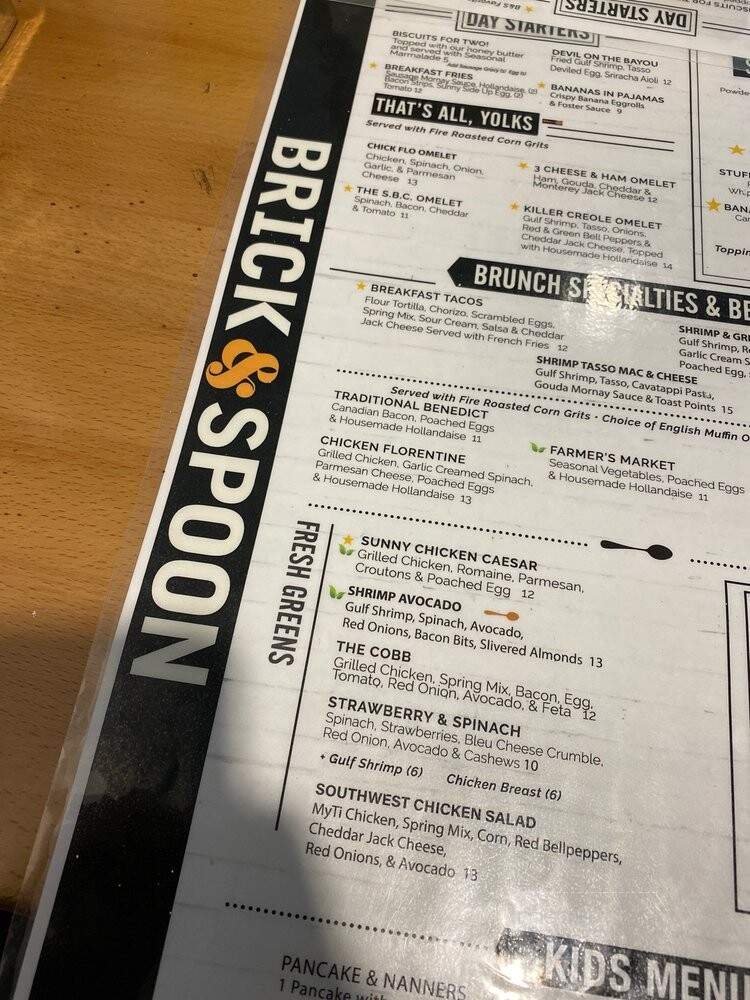 DAY STARTERS
DAY STARTERS
BISCUITS FOR TWO!
Topped with our honey butter
and served with Seasonal
Marmalade 5
BREAKFAST FRIES
Sausage Mornay Sauce, Hollandaise, (2)
Bacon Strips, Sunny Side Up Egg, (2)
Tomato 12
DEVIL ON THE BAYOU
Fried Gulf Shrimp, Tasso
Deviled Egg, Sriracha Aioli 12
BANANAS IN PAJAMAS
Crispy Banana Eggrolls
& Foster Sauce 9
THAT'S ALL, YOLKS
Served with Fire Roasted Corn Grits
CHICK FLO OMELET
Chicken, Spinach, Onion,
Garlic, & Parmesan
Cheese 13
THE S.B.C. OMELET
Spinach, Bacon, Cheddar
& Tomato 11
3 CHEESE & HAM OMELET
Ham, Gouda, Cheddar &
Monterey Jack Cheese 12
KILLER CREOLE OMELET
Gulf Shrimp, Tasso, Onions,
Red & Green Bell Peppers &
Cheddar Jack Cheese, Topped
with Housemade Hollandaise 14
Powde
STUF
Whip
BAN
Ca
Toppin
BRUNCH SPECIALTIES & BE
BREAKFAST TACOS
Flour Tortilla, Chorizo, Scrambled Eggs,
Spring Mix, Sour Cream, Salsa & Cheddar
Jack Cheese Served with French Fries 12
SHRIMP & GRI
Gulf Shrimp, R
Garlic Cream S
Poached Egg,
SHRIMP TASSO MAC & CHEESE
Gulf Shrimp, Tasso, Cavatappi Pasta,
Gouda Mornay Sauce & Toast Points 15
Served with Fire Roasted Corn Grits • Choice of English Muffin O
TRADITIONAL BENEDICT
Canadian Bacon, Poached Eggs
& Housemade Hollandaise 11
CHICKEN FLORENTINE
Grilled Chicken, Garlic Creamed Spinach,
Parmesan Cheese, Poached Eggs
& Housemade Hollandaise 13
FARMER'S MARKET
Seasonal Vegetables, Poached Eggs
& Housemade Hollandaise 11
BRICK & SPOON
FRESH GREENS
SUNNY CHICKEN CAESAR
Grilled Chicken, Romaine, Parmesan,
Croutons & Poached Egg 12
SHRIMP AVOCADO
Gulf Shrimp, Spinach, Avocado,
Red Onions, Bacon Bits, Slivered Almonds 13
THE COBB
Grilled Chicken, Spring Mix, Bacon, Egg,
Tomato, Red Onion, Avocado, & Feta 12
STRAWBERRY & SPINACH
Spinach, Strawberries, Bleu Cheese Crumble,
Red Onion, Avocado & Cashews 10
+ Gulf Shrimp (6) Chicken Breast (6)
SOUTHWEST CHICKEN SALAD
MyTi Chicken, Spring Mix, Corn, Red Bellpeppers,
Cheddar Jack Cheese,
Red Onions, & Avocado 13
KIDS MENU
PANCAKE & NANNERS
1 Pancake with